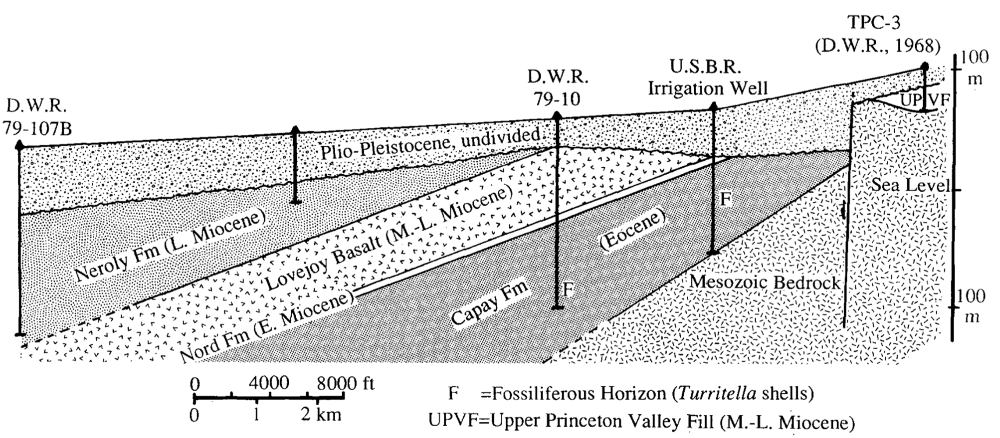 TPC-3
(D.W.R., 1968)
100
m
U.S.B.R.
Irrigation Well
D.W.R.
79-10
D.W.R.
79-107B
UPVF
Plio-Pleistocene, undivided.
Sea Level
F
Neroly Fm (L. Miocene)
Lovejoy Basalt (M.-L. Miocene)
(Eocene)
Mesozoic Bedrock
F
100
m
Capay Fm
Nord Fm (E. Miocene)
0 4000 8000 ft
0 1 2 km
F =Fossiliferous Horizon (Turritella shells)
UPVF=Upper Princeton Valley Fill (M.-L. Miocene)